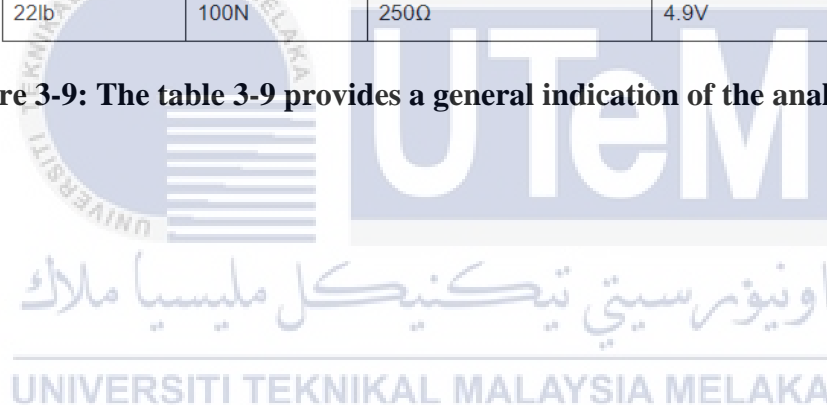 22lb 100N 250Ω 4.9V
re 3-9: The table 3-9 provides a general indication of the anal
UTeM
اونيۏرسيتي تيكنيكل مليسيا ملاك
UNIVERSITI TEKNIKAL MALAYSIA MELAKA